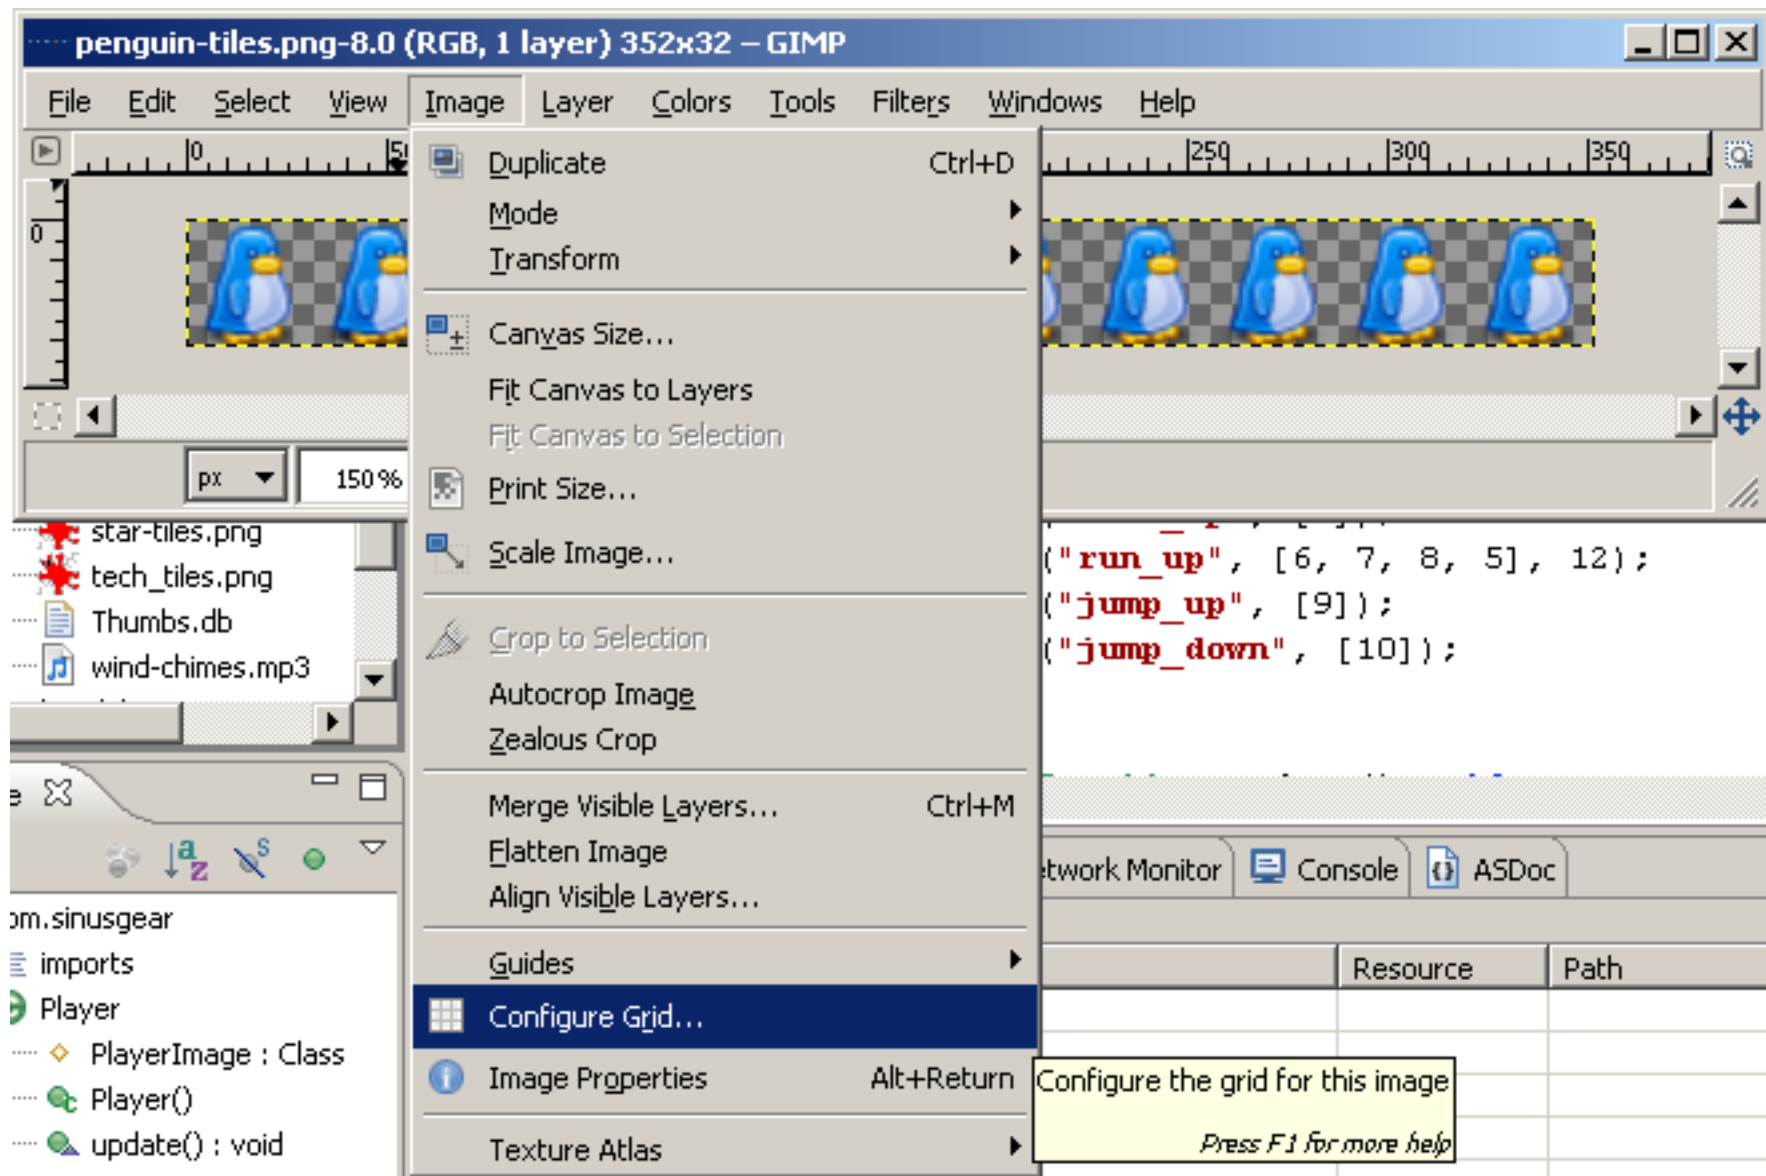 penguin-tiles.png-8.0 (RGB, 1 layer) 352x32 – GIMP
File Edit Select View Image Layer Colors Tools Filters Windows Help
0 250 300 350
0
Duplicate Ctrl+D
Mode
Transform
Canvas Size...
Fit Canvas to Layers
Fit Canvas to Selection
px 150%
Print Size...
Scale Image...
Crop to Selection
Autocrop Image
Zealous Crop
Merge Visible Layers... Ctrl+M
Flatten Image
Align Visible Layers...
Guides
Configure Grid...
Image Properties Alt+Return
Texture Atlas
Configure the grid for this image
Press F1 for more help
star-tiles.png
tech_tiles.png
Thumbs.db
wind-chimes.mp3
("run_up", [6, 7, 8, 5], 12);
("jump_up", [9]);
("jump_down", [10]);
etwork Monitor Console ASDoc
Resource Path
om.sinusgear
imports
Player
PlayerImage : Class
Player()
update() : void